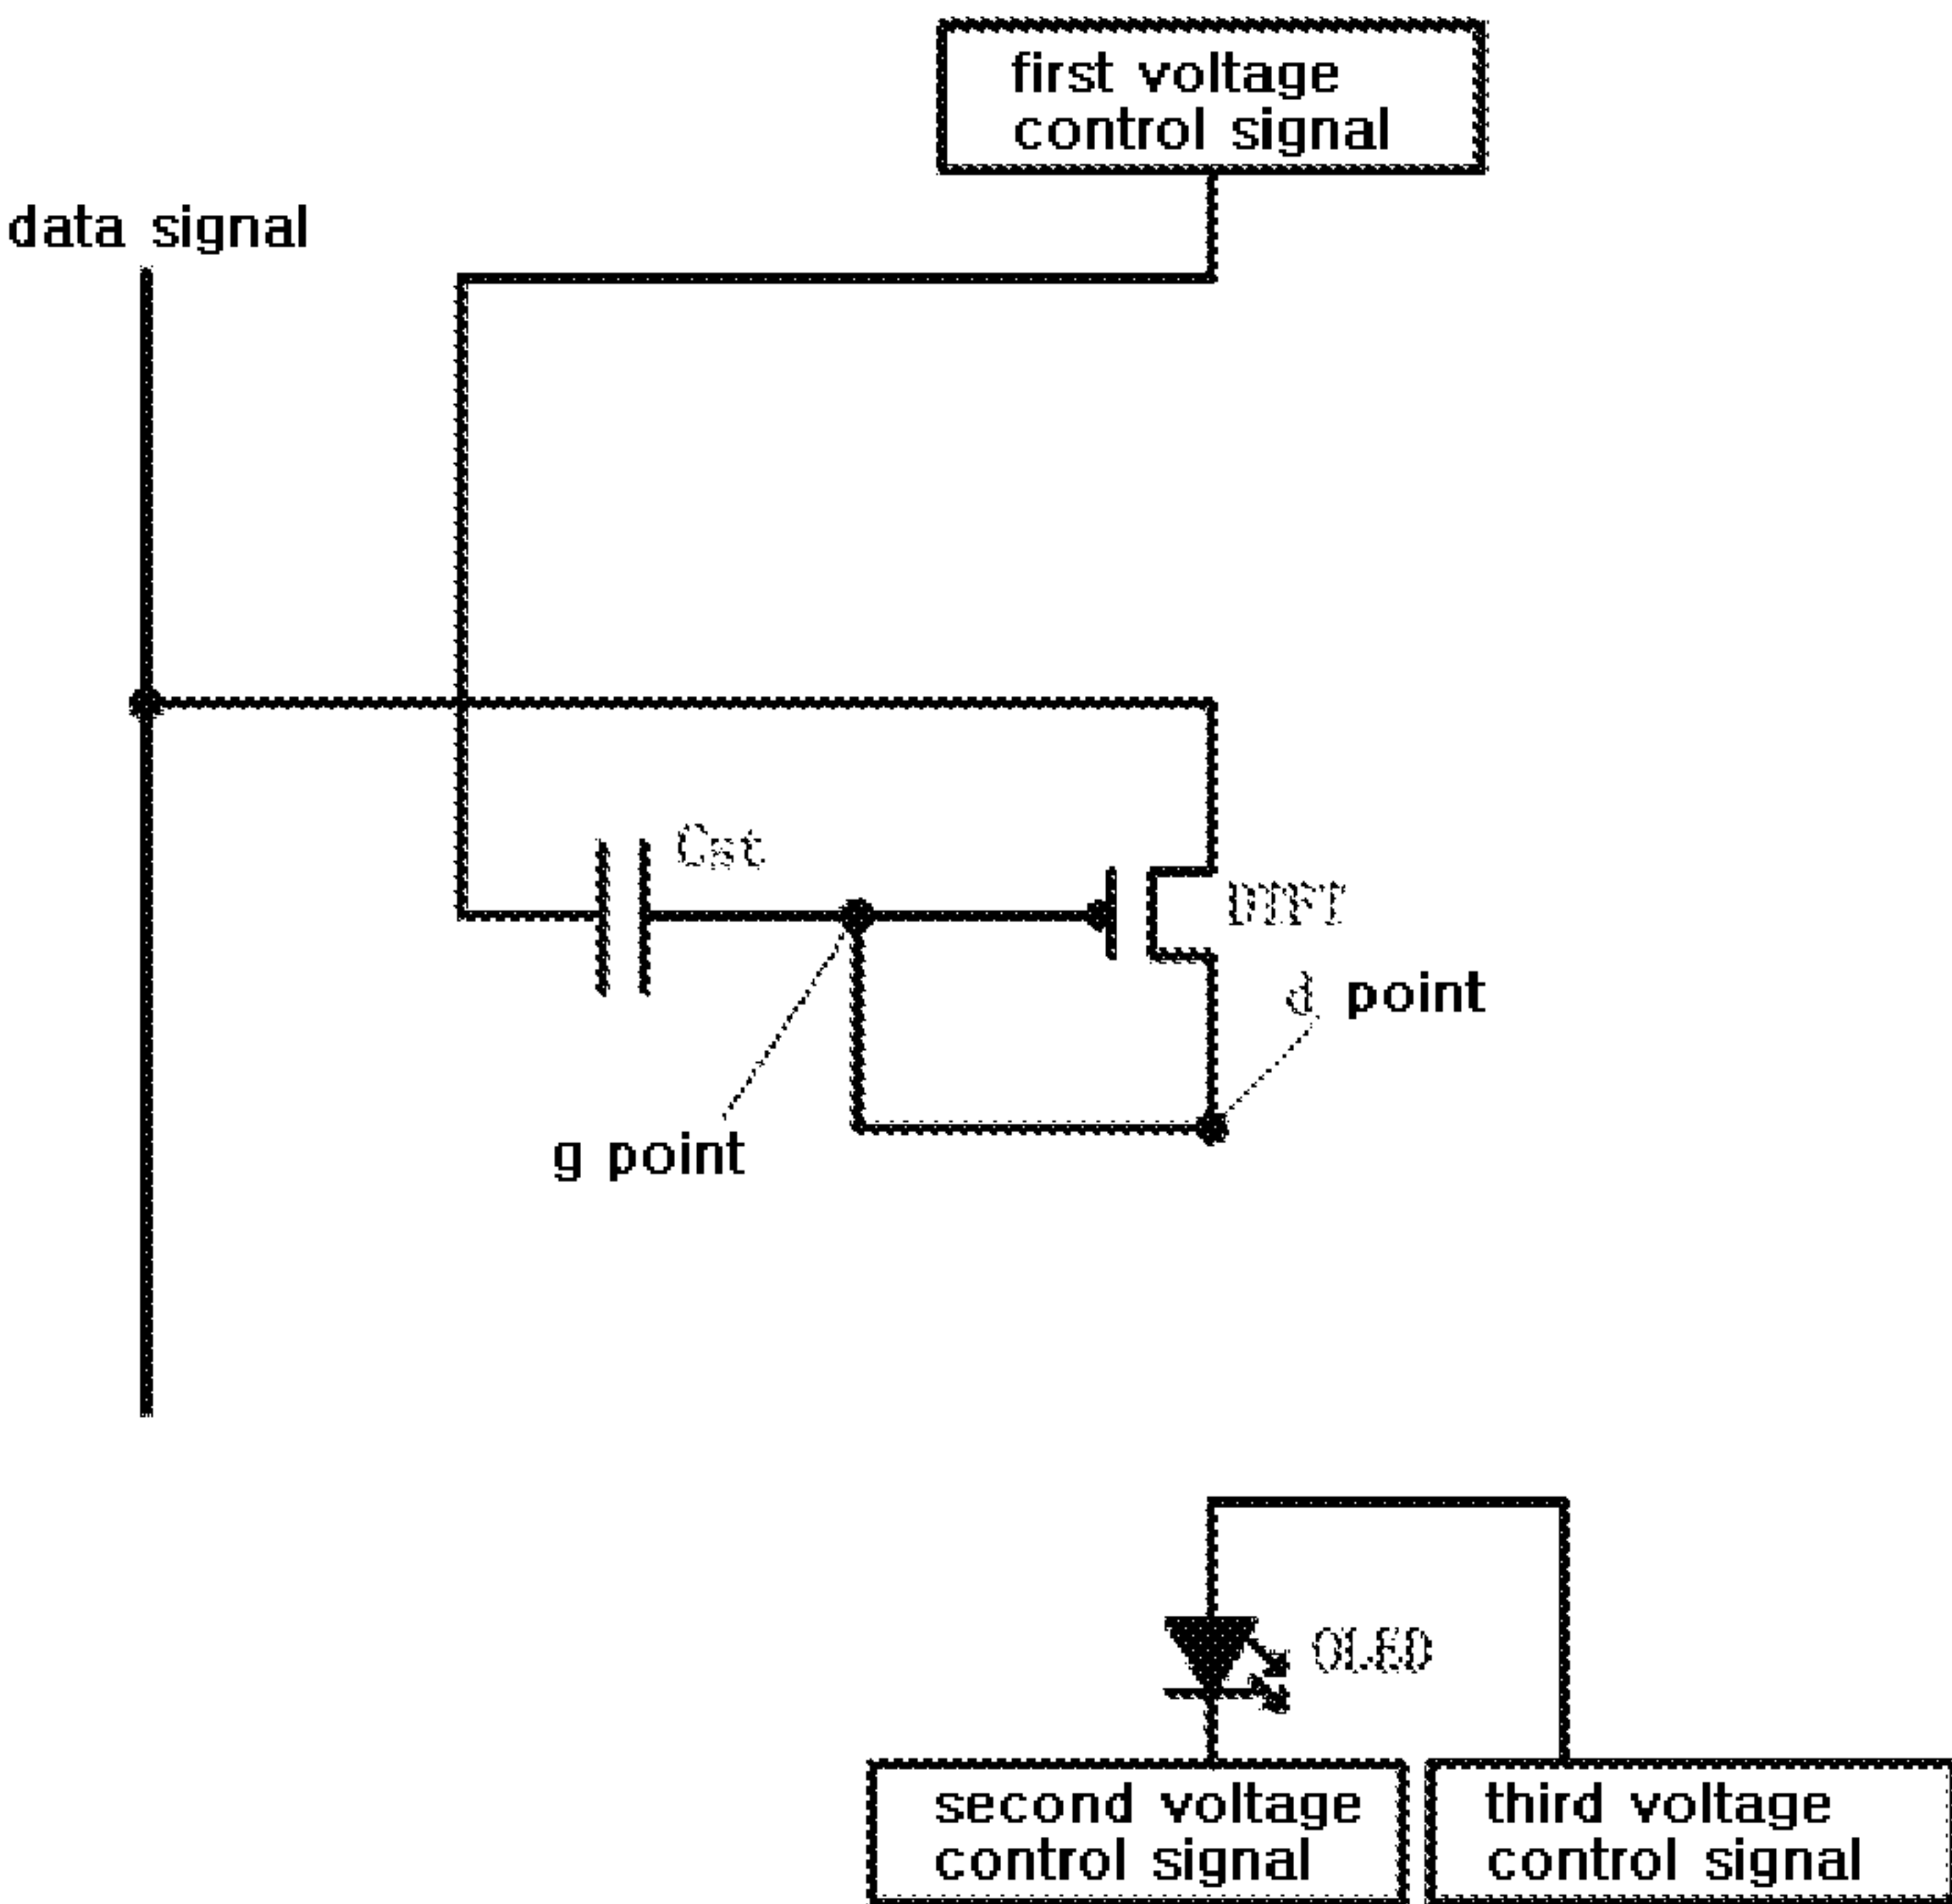 first voltage
control signal
data signal
Cst
DTFT
d point
g point
OLED
second voltage
control signal
third voltage
control signal